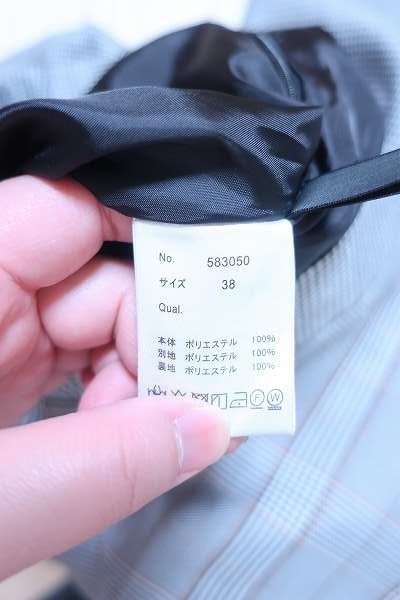 No. 583050
サイズ 38
Qual.
本体 ポリエステル 100%
別地 ポリエステル 100%
裏地 ポリエステル 100%
F W